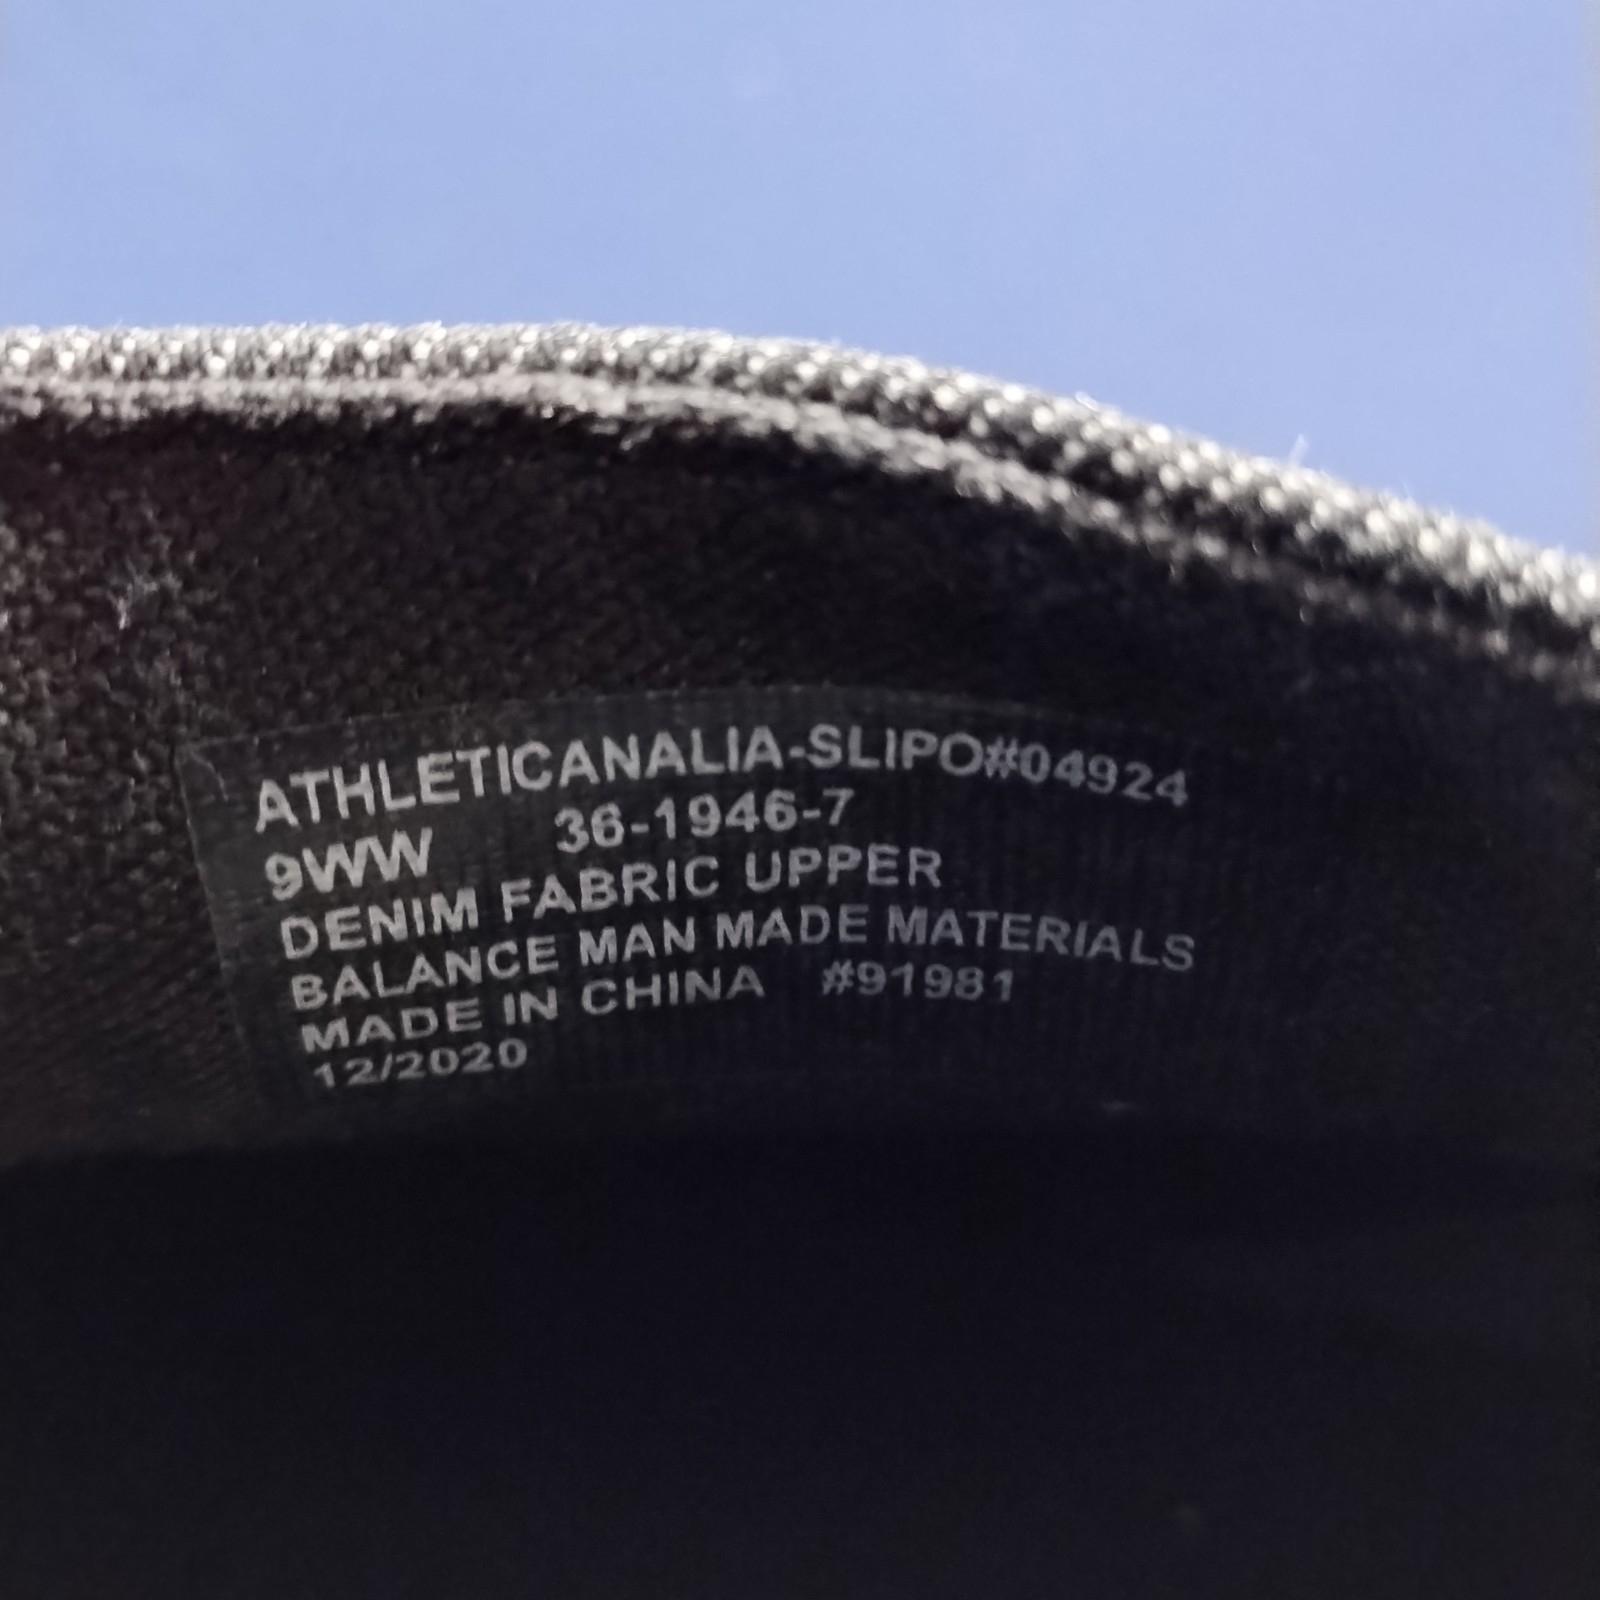 ATHLETICANALIA-SLIPO#04924
9WW 36-1946-7
DENIM FABRIC UPPER
BALANCE MAN MADE MATERIALS
MADE IN CHINA #91981
12/2020